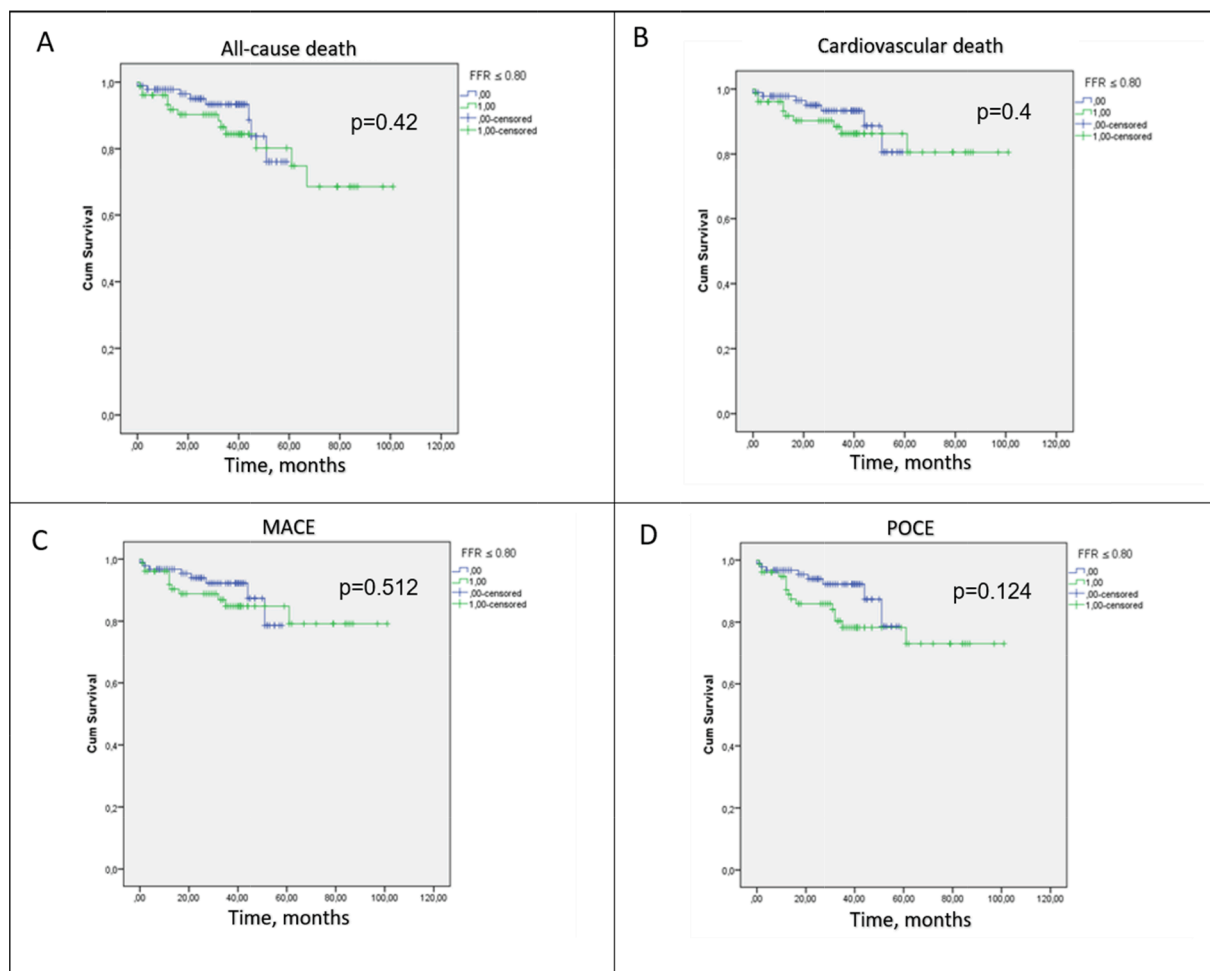 A
All-cause death
FFR ≤ 0.80
,00
1,00
,00-censored
1,00-censored
p=0.42
1,0
0,8
0,6
0,4
0,2
0,0
Cum Survival
,00
20,00
40,00
60,00
80,00
100,00
120,00
Time, months
B
Cardiovascular death
FFR ≤ 0.80
,00
1,00
,00-censored
1,00-censored
p=0.4
1,0
0,8
0,6
0,4
0,2
0,0
Cum Survival
,00
20,00
40,00
60,00
80,00
100,00
120,00
Time, months
C
MACE
FFR ≤ 0.80
,00
1,00
,00-censored
1,00-censored
p=0.512
1,0
0,8
0,6
0,4
0,2
0,0
Cum Survival
,00
20,00
40,00
60,00
80,00
100,00
120,00
Time, months
D
POCE
FFR ≤ 0.80
,00
1,00
,00-censored
1,00-censored
p=0.124
1,0
0,8
0,6
0,4
0,2
0,0
Cum Survival
,00
20,00
40,00
60,00
80,00
100,00
120,00
Time, months